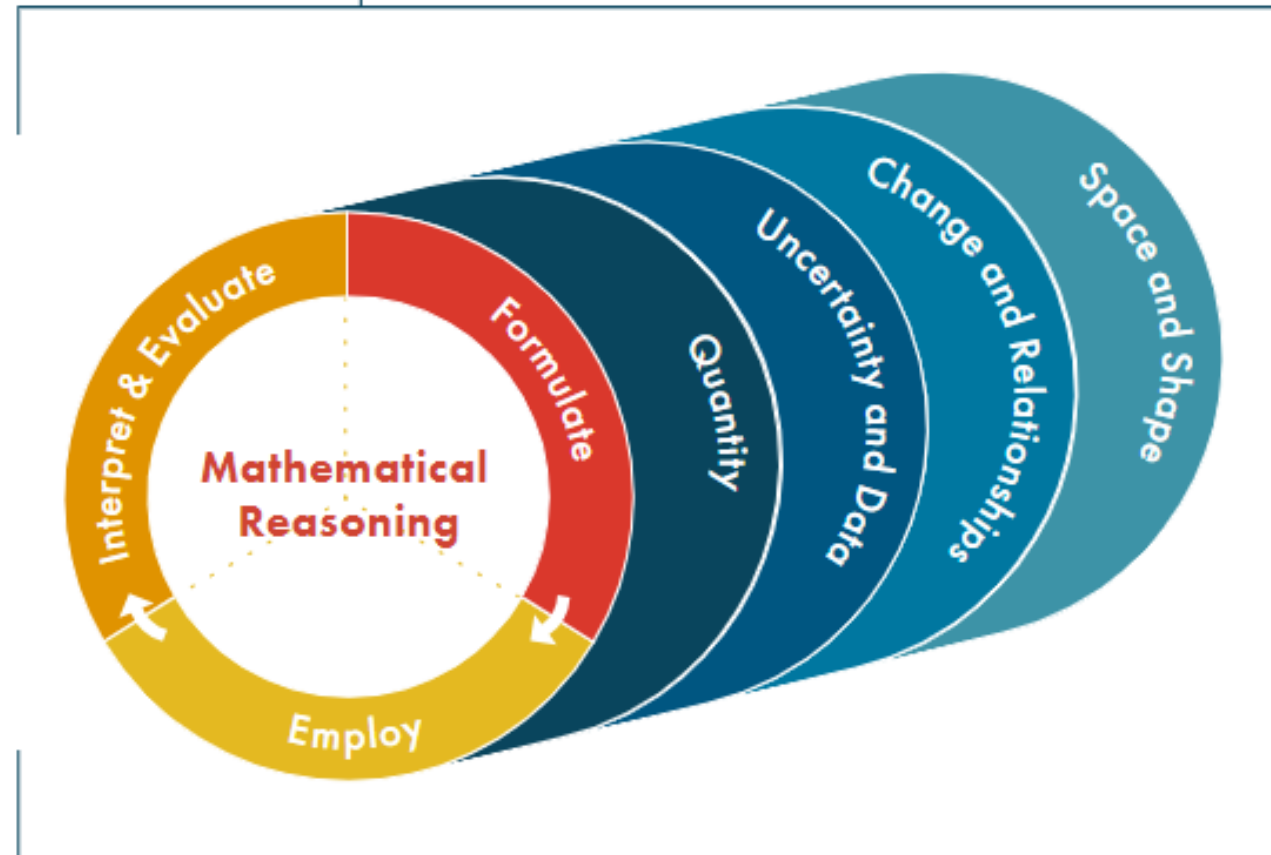 Mathematical
Reasoning
Formulate
Employ
Interpret & Evaluate
Quantity
Uncertainty and Data
Change and Relationships
Space and Shape